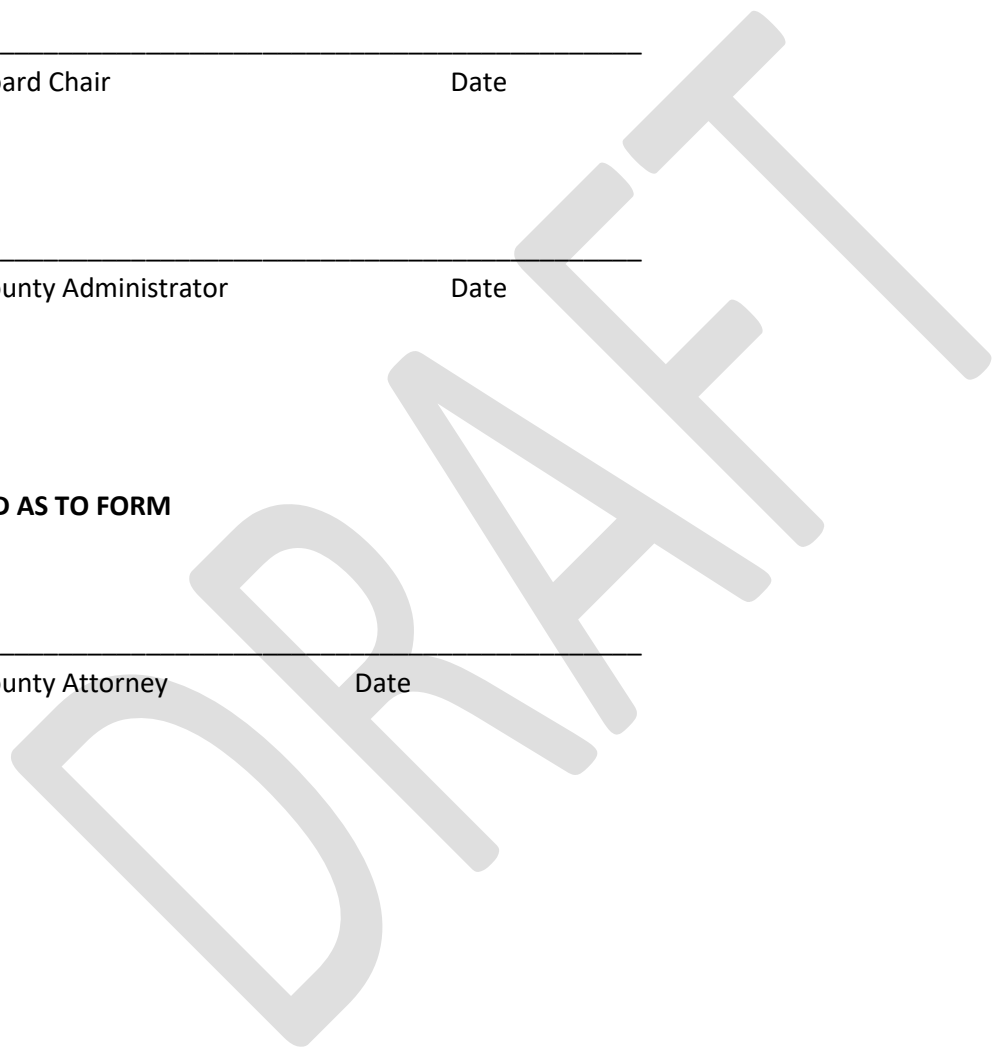 ard Chair Date
unty Administrator Date
D AS TO FORM
unty Attorney Date
DRAFT